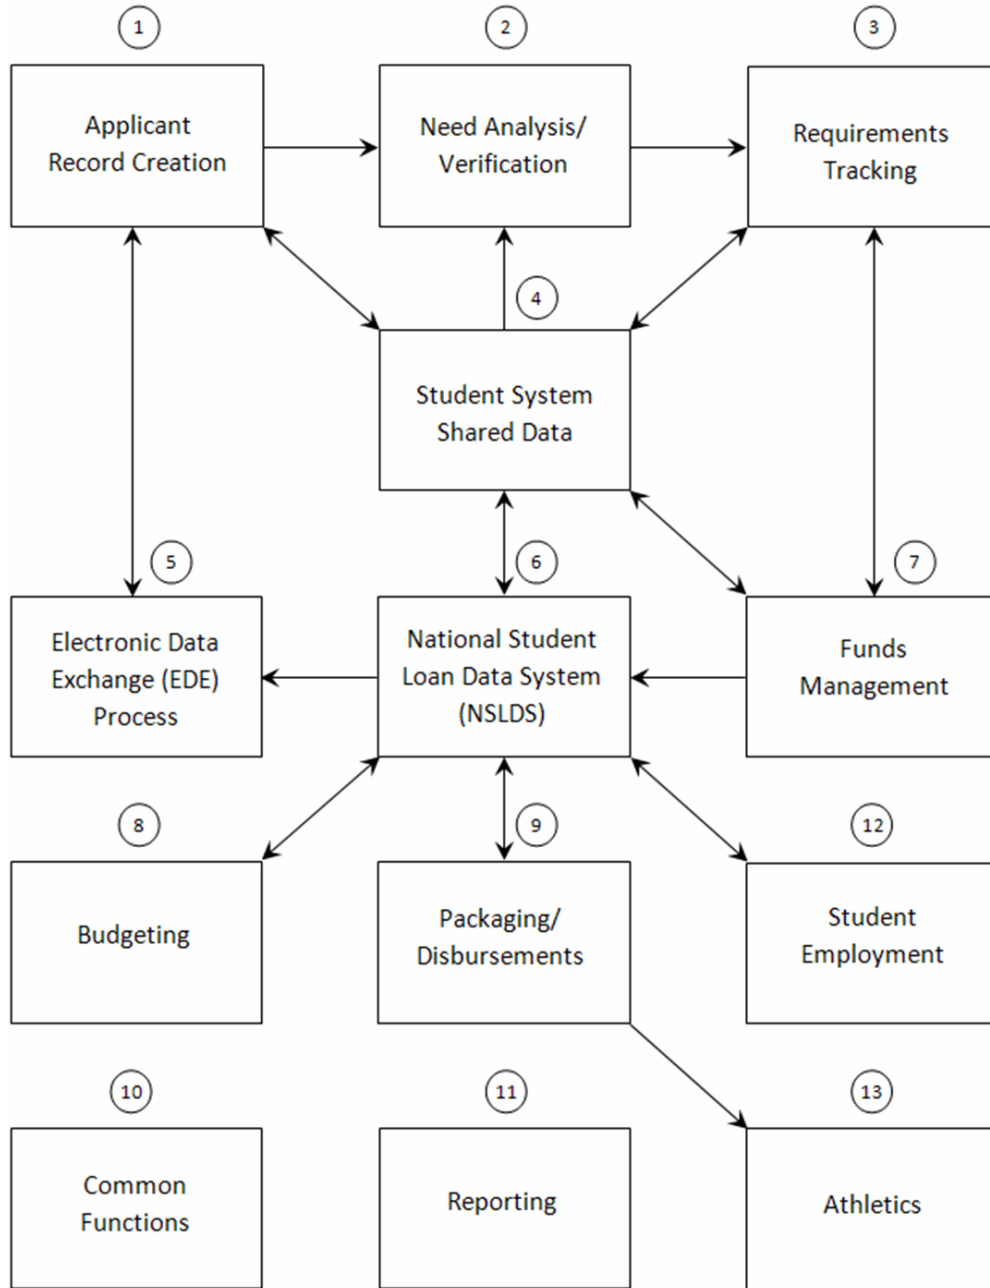 1
2
3
Applicant
Record Creation
Need Analysis/
Verification
Requirements
Tracking
4
Student System
Shared Data
5
6
7
Electronic Data
Exchange (EDE)
Process
National Student
Loan Data System
(NSLDS)
Funds
Management
8
9
12
Budgeting
Packaging/
Disbursements
Student
Employment
10
11
13
Common
Functions
Reporting
Athletics